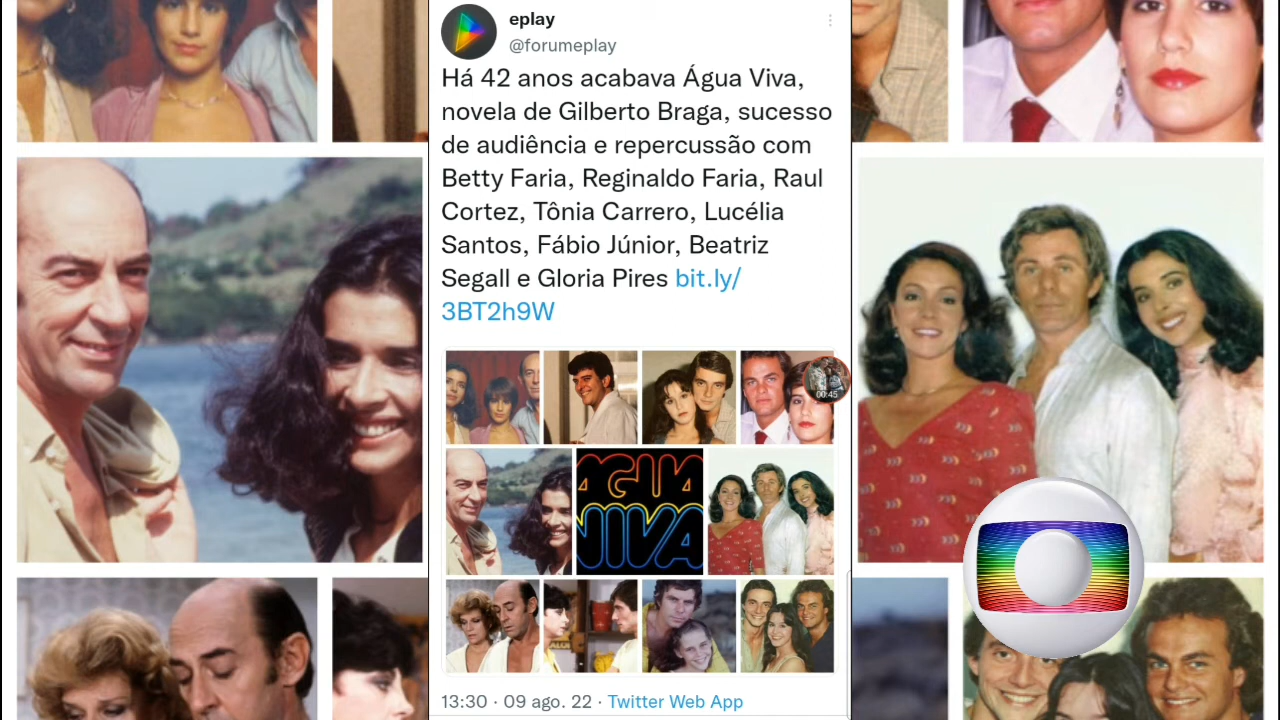 eplay
@forumeplay
Há 42 anos acabava Água Viva,
novela de Gilberto Braga, sucesso
de audiência e repercussão com
Betty Faria, Reginaldo Faria, Raul
Cortez, Tônia Carrero, Lucélia
Santos, Fábio Júnior, Beatriz
Segall e Gloria Pires bit.ly/
3BT2h9W
00:45
AGUA
VIVA
13:30 · 09 ago. 22 · Twitter Web App